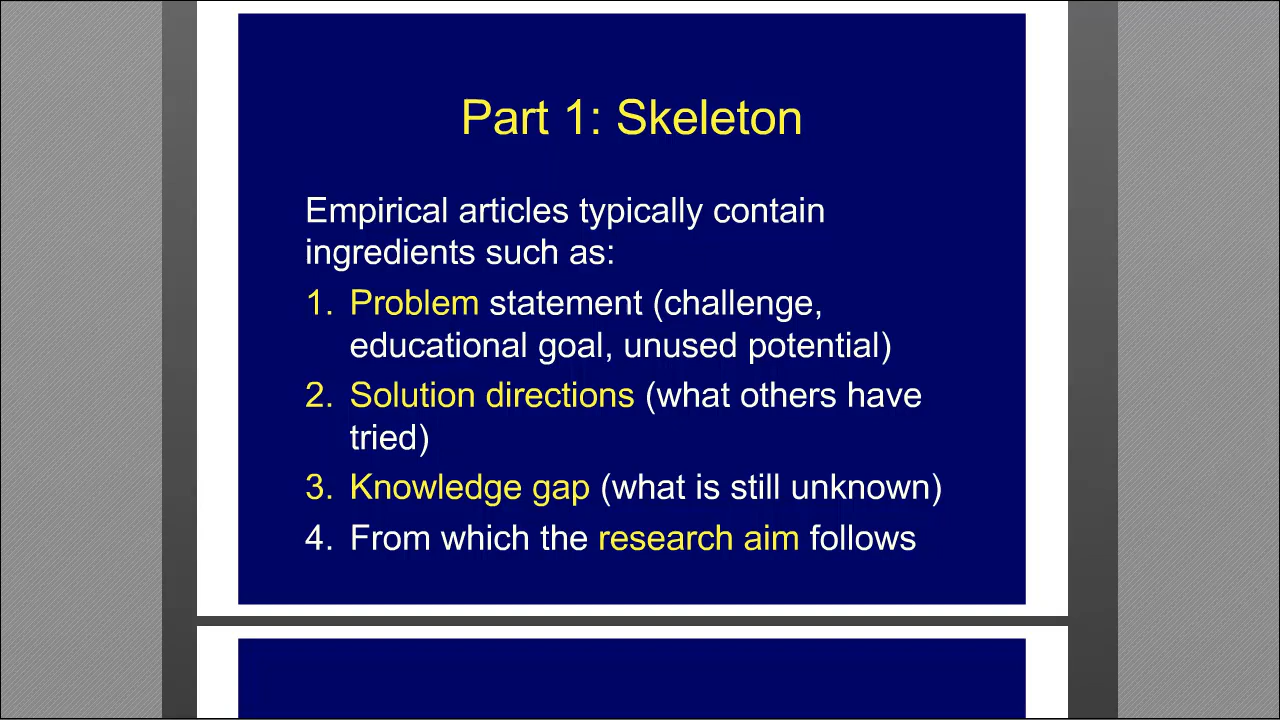 Part 1: Skeleton
Empirical articles typically contain
ingredients such as:
1. Problem statement (challenge,
educational goal, unused potential)
2. Solution directions (what others have
tried)
3. Knowledge gap (what is still unknown)
4. From which the research aim follows